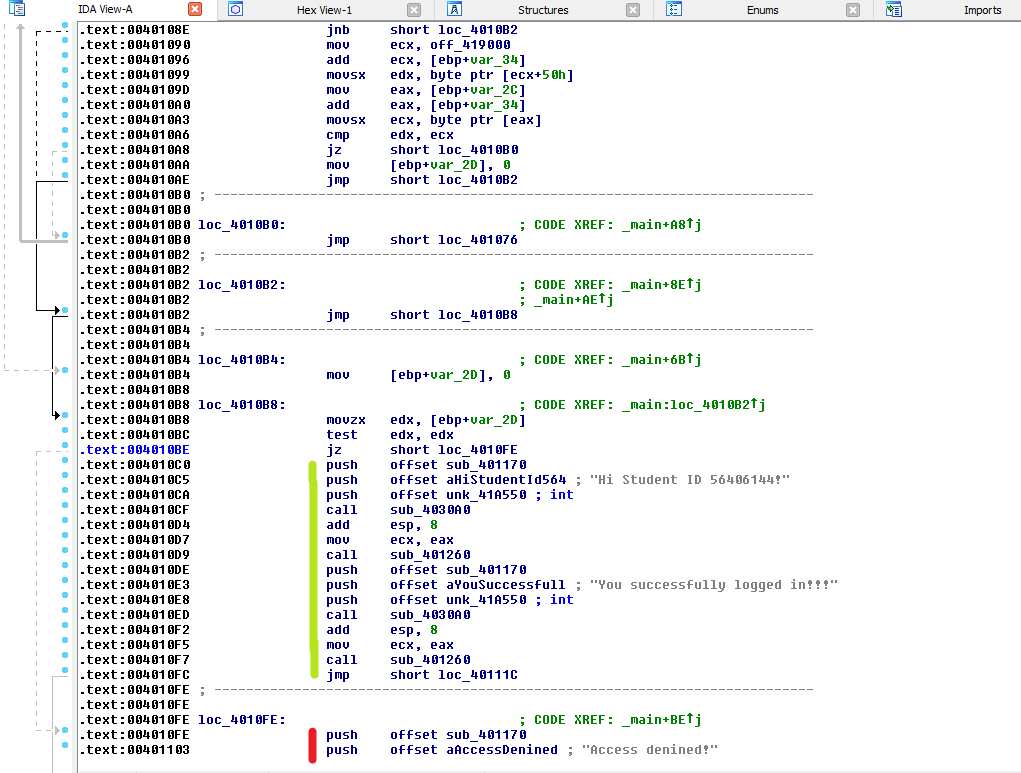 IDA View-A Hex View-1 Structures Enums Imports
.text:0040108E jnb short loc_4010B2
.text:00401090 mov ecx, off_419000
.text:00401096 add ecx, [ebp+var_34]
.text:00401099 movsx edx, byte ptr [ecx+50h]
.text:0040109D mov eax, [ebp+var_2C]
.text:004010A0 add eax, [ebp+var_34]
.text:004010A3 movsx ecx, byte ptr [eax]
.text:004010A6 cmp edx, ecx
.text:004010A8 jz short loc_4010B0
.text:004010AA mov [ebp+var_2D], 0
.text:004010AE jmp short loc_4010B2
.text:004010B0 ; ---------------------------------------------------------------------------
.text:004010B0
.text:004010B0 loc_4010B0: ; CODE XREF: _main+A8↑j
.text:004010B0 jmp short loc_401076
.text:004010B2 ; ---------------------------------------------------------------------------
.text:004010B2
.text:004010B2 loc_4010B2: ; CODE XREF: _main+8E↑j
.text:004010B2 ; _main+AE↑j
.text:004010B2 jmp short loc_4010B8
.text:004010B4 ; ---------------------------------------------------------------------------
.text:004010B4
.text:004010B4 loc_4010B4: ; CODE XREF: _main+6B↑j
.text:004010B4 mov [ebp+var_2D], 0
.text:004010B8
.text:004010B8 loc_4010B8: ; CODE XREF: _main:loc_4010B2↑j
.text:004010B8 movzx edx, [ebp+var_2D]
.text:004010BC test edx, edx
.text:004010BE jz short loc_4010FE
.text:004010C0 push offset sub_401170
.text:004010C5 push offset aHiStudentId564 ; "Hi Student ID 56406144!"
.text:004010CA push offset unk_41A550 ; int
.text:004010CF call sub_4030A0
.text:004010D4 add esp, 8
.text:004010D7 mov ecx, eax
.text:004010D9 call sub_401260
.text:004010DE push offset sub_401170
.text:004010E3 push offset aYouSuccessfull ; "You successfully logged in!!!"
.text:004010E8 push offset unk_41A550 ; int
.text:004010ED call sub_4030A0
.text:004010F2 add esp, 8
.text:004010F5 mov ecx, eax
.text:004010F7 call sub_401260
.text:004010FC jmp short loc_40111C
.text:004010FE ; ---------------------------------------------------------------------------
.text:004010FE
.text:004010FE loc_4010FE: ; CODE XREF: _main+BE↑j
.text:004010FE push offset sub_401170
.text:00401103 push offset aAccessDenined ; "Access denined!"